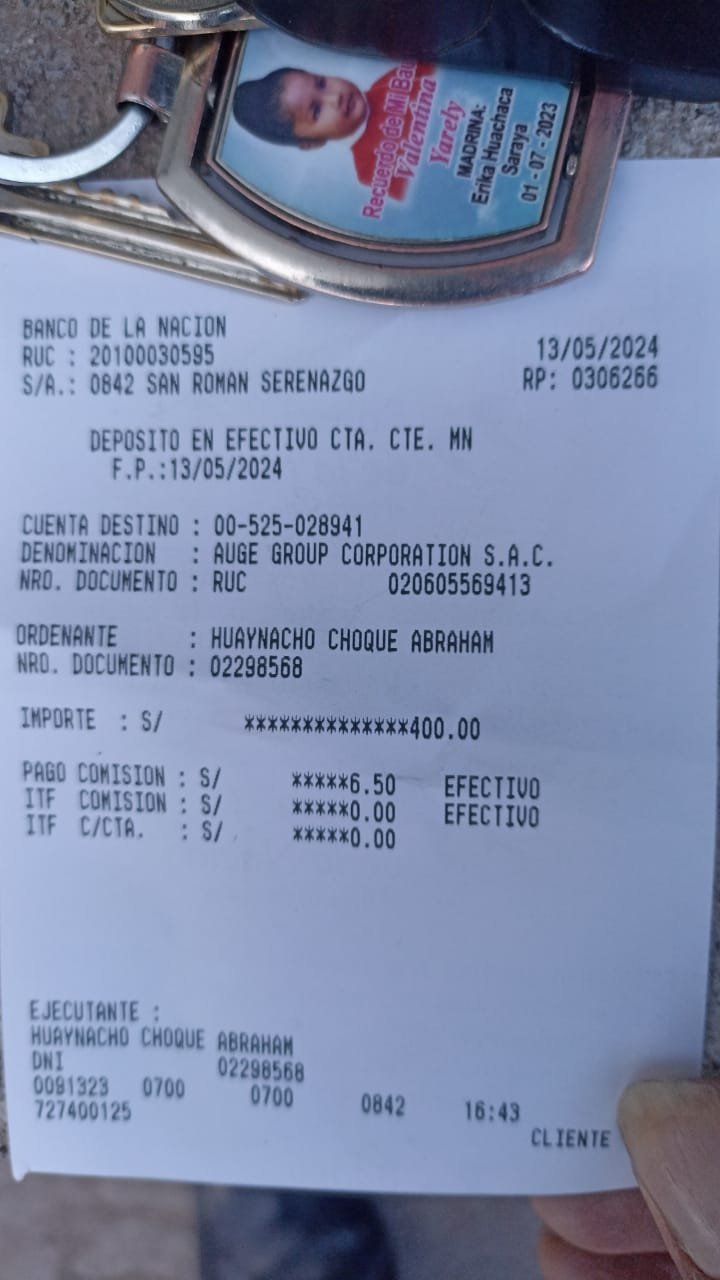 Recuerdo de Mi Bau
Valentina
Yarely
MADRINA:
Erika Huachaca
Saraya
01 - 07 - 2023
BANCO DE LA NACION
RUC : 20100030595 13/05/2024
S/A.: 0842 SAN ROMAN SERENAZGO RP: 0306266
DEPOSITO EN EFECTIVO CTA. CTE. MN
F.P.:13/05/2024
CUENTA DESTINO : 00-525-028941
DENOMINACION : AUGE GROUP CORPORATION S.A.C.
NRO. DOCUMENTO : RUC 020605569413
ORDENANTE : HUAYNACHO CHOQUE ABRAHAM
NRO. DOCUMENTO : 02298568
IMPORTE : S/ **************400.00
PAGO COMISION : S/ *****6.50 EFECTIVO
ITF COMISION : S/ *****0.00 EFECTIVO
ITF C/CTA. : S/ *****0.00
EJECUTANTE :
HUAYNACHO CHOQUE ABRAHAM
DNI 02298568
0091323 0700 0700 0842 16:43
727400125
CLIENTE